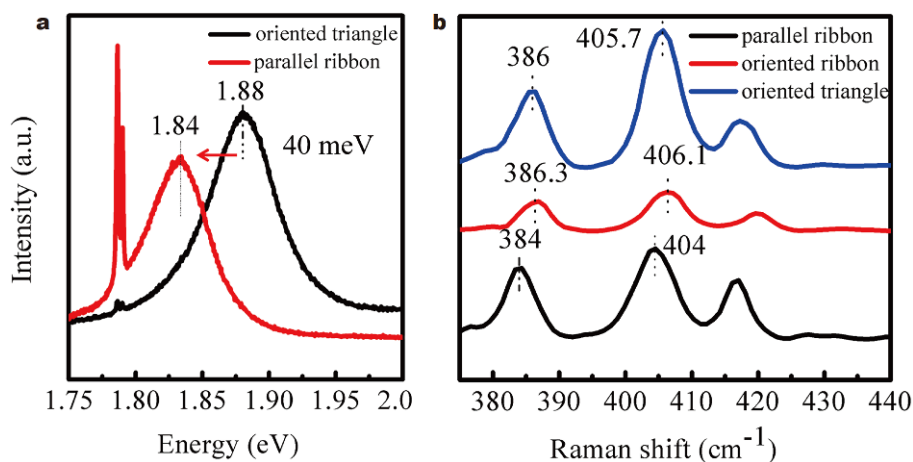 a
oriented triangle
parallel ribbon
1.88
1.84
40 meV
Intensity (a.u.)
1.75 1.80 1.85 1.90 1.95 2.0
Energy (eV)
b
405.7
parallel ribbon
oriented ribbon
oriented triangle
386
386.3
406.1
384
404
380 390 400 410 420 430 440
Raman shift (cm⁻¹)